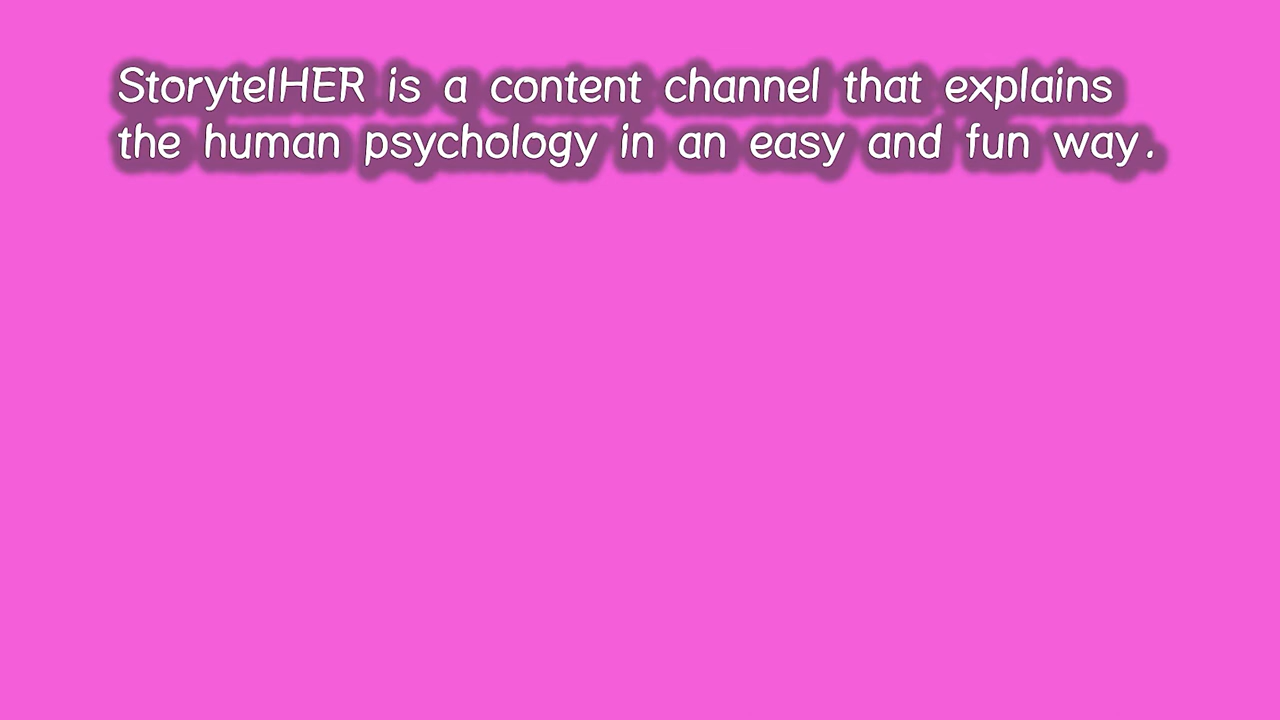 StorytelHER is a content channel that explains
the human psychology in an easy and fun way.